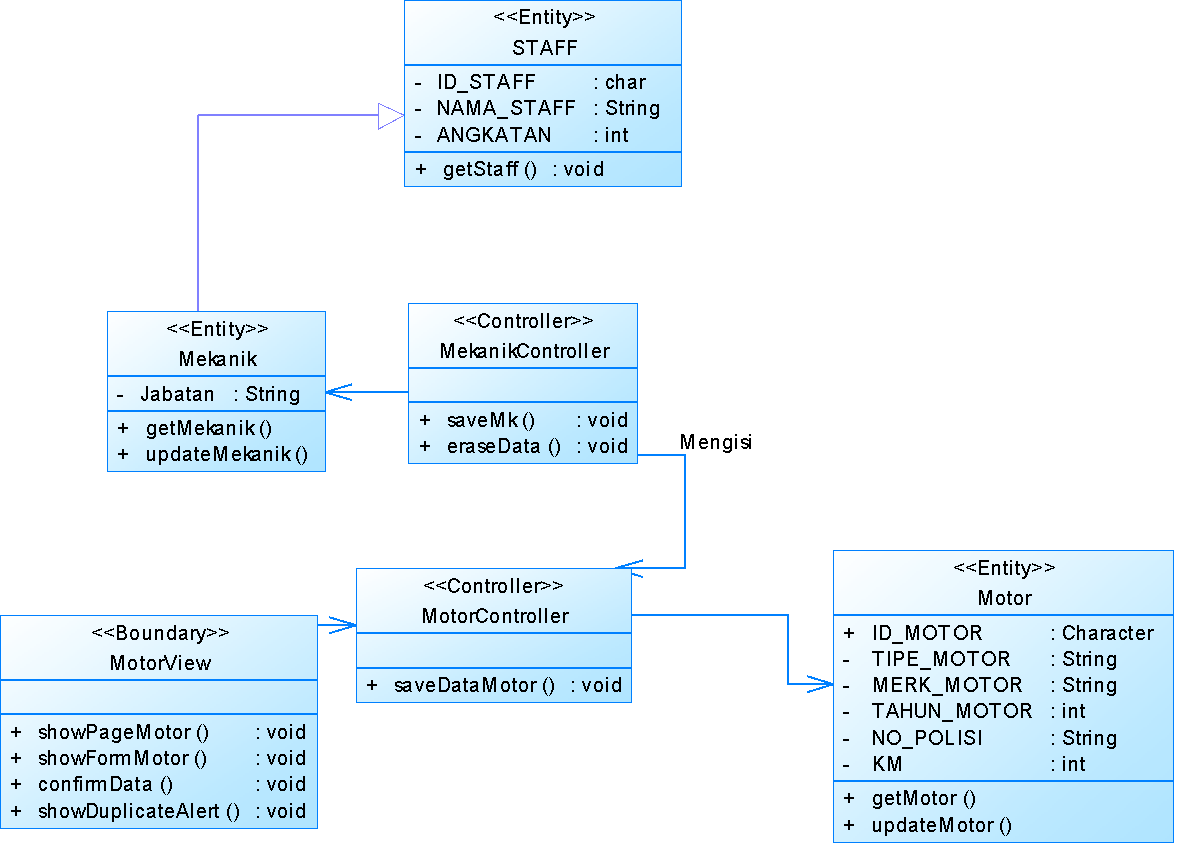 <<Entity>>
STAFF
- ID_STAFF : char
- NAMA_STAFF : String
- ANGKATAN : int
+ getStaff () : void
<<Entity>>
Mekanik
- Jabatan : String
+ getMekanik ()
+ updateMekanik ()
<<Controller>>
MekanikController
+ saveMk () : void
+ eraseData () : void
Mengisi
<<Controller>>
MotorController
+ saveDataMotor () : void
<<Boundary>>
MotorView
+ showPageMotor () : void
+ showFormMotor () : void
+ confirmData () : void
+ showDuplicateAlert () : void
<<Entity>>
Motor
+ ID_MOTOR : Character
- TIPE_MOTOR : String
- MERK_MOTOR : String
- TAHUN_MOTOR : int
- NO_POLISI : String
- KM : int
+ getMotor ()
+ updateMotor ()